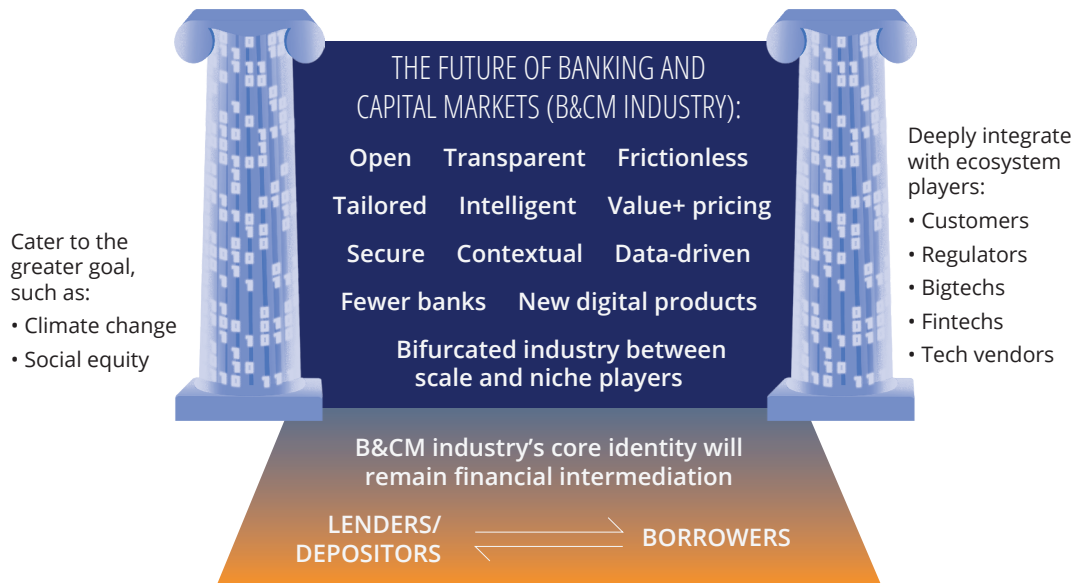 THE FUTURE OF BANKING AND
CAPITAL MARKETS (B&CM INDUSTRY):
Open Transparent Frictionless
Tailored Intelligent Value+ pricing
Secure Contextual Data-driven
Fewer banks New digital products
Bifurcated industry between
scale and niche players
Cater to the
greater goal,
such as:
• Climate change
• Social equity
Deeply integrate
with ecosystem
players:
• Customers
• Regulators
• Bigtechs
• Fintechs
• Tech vendors
B&CM industry’s core identity will
remain financial intermediation
LENDERS/
DEPOSITORS
BORROWERS